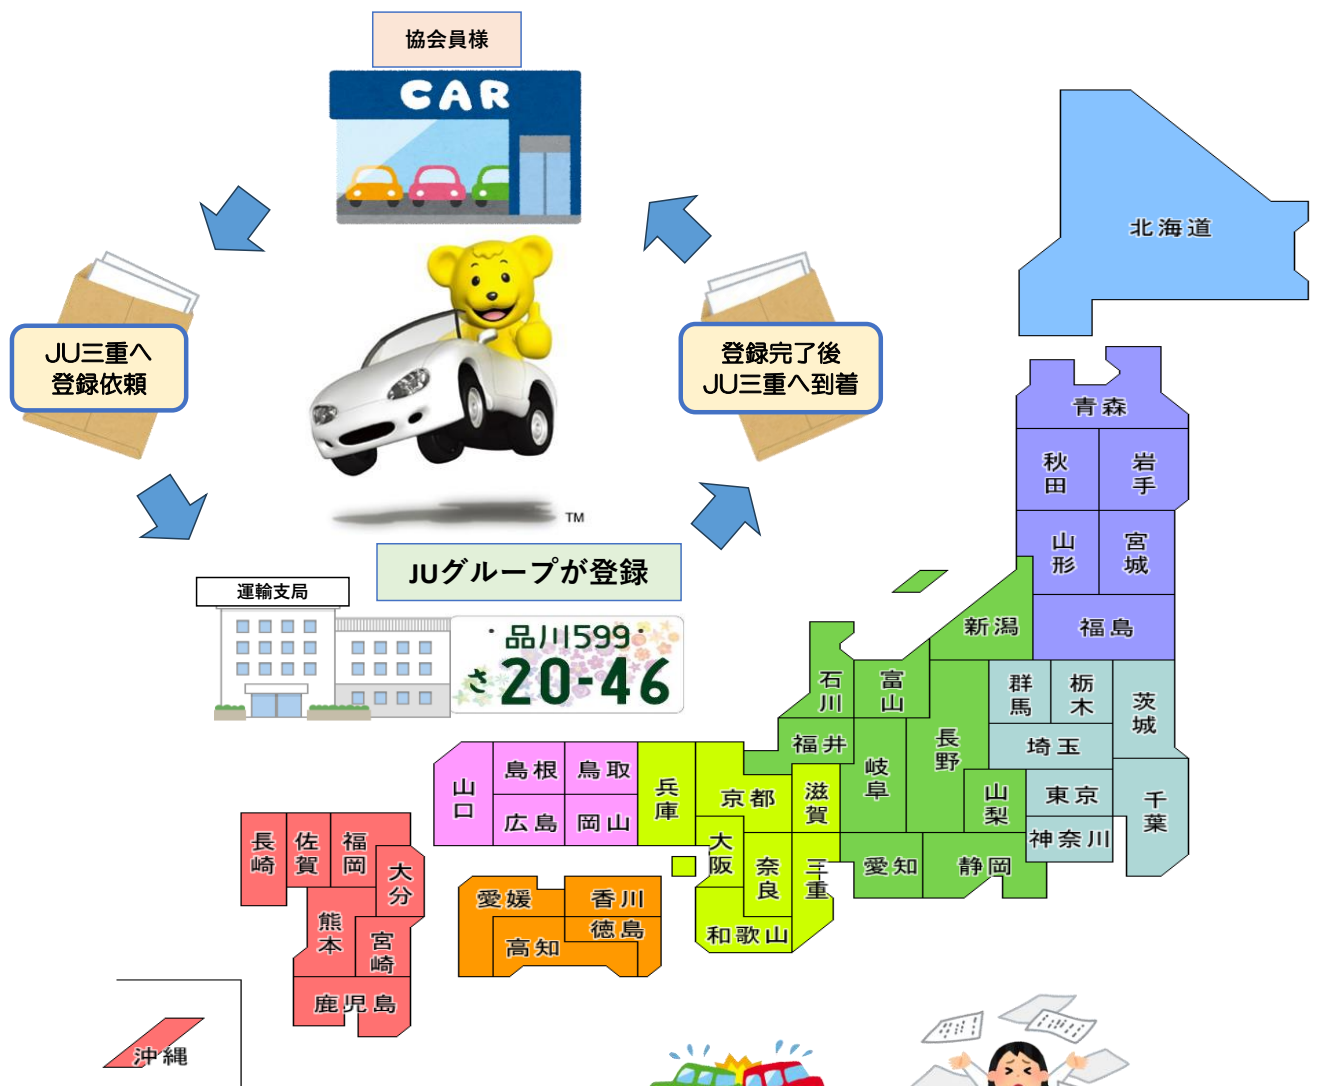 協会員様
CAR
JU三重へ
登録依頼
登録完了後
JU三重へ到着
TM
JUグループが登録
運輸支局
品川599
さ 20-46
北海道
青森
秋田
岩手
山形
宮城
新潟
福島
石川
富山
群馬
栃木
茨城
福井
長野
埼玉
岐阜
山口
島根
鳥取
兵庫
京都
滋賀
山梨
東京
千葉
広島
岡山
神奈川
長崎
佐賀
福岡
大分
大阪
奈良
三重
愛知
静岡
愛媛
香川
徳島
高知
和歌山
熊本
宮崎
鹿児島
沖縄